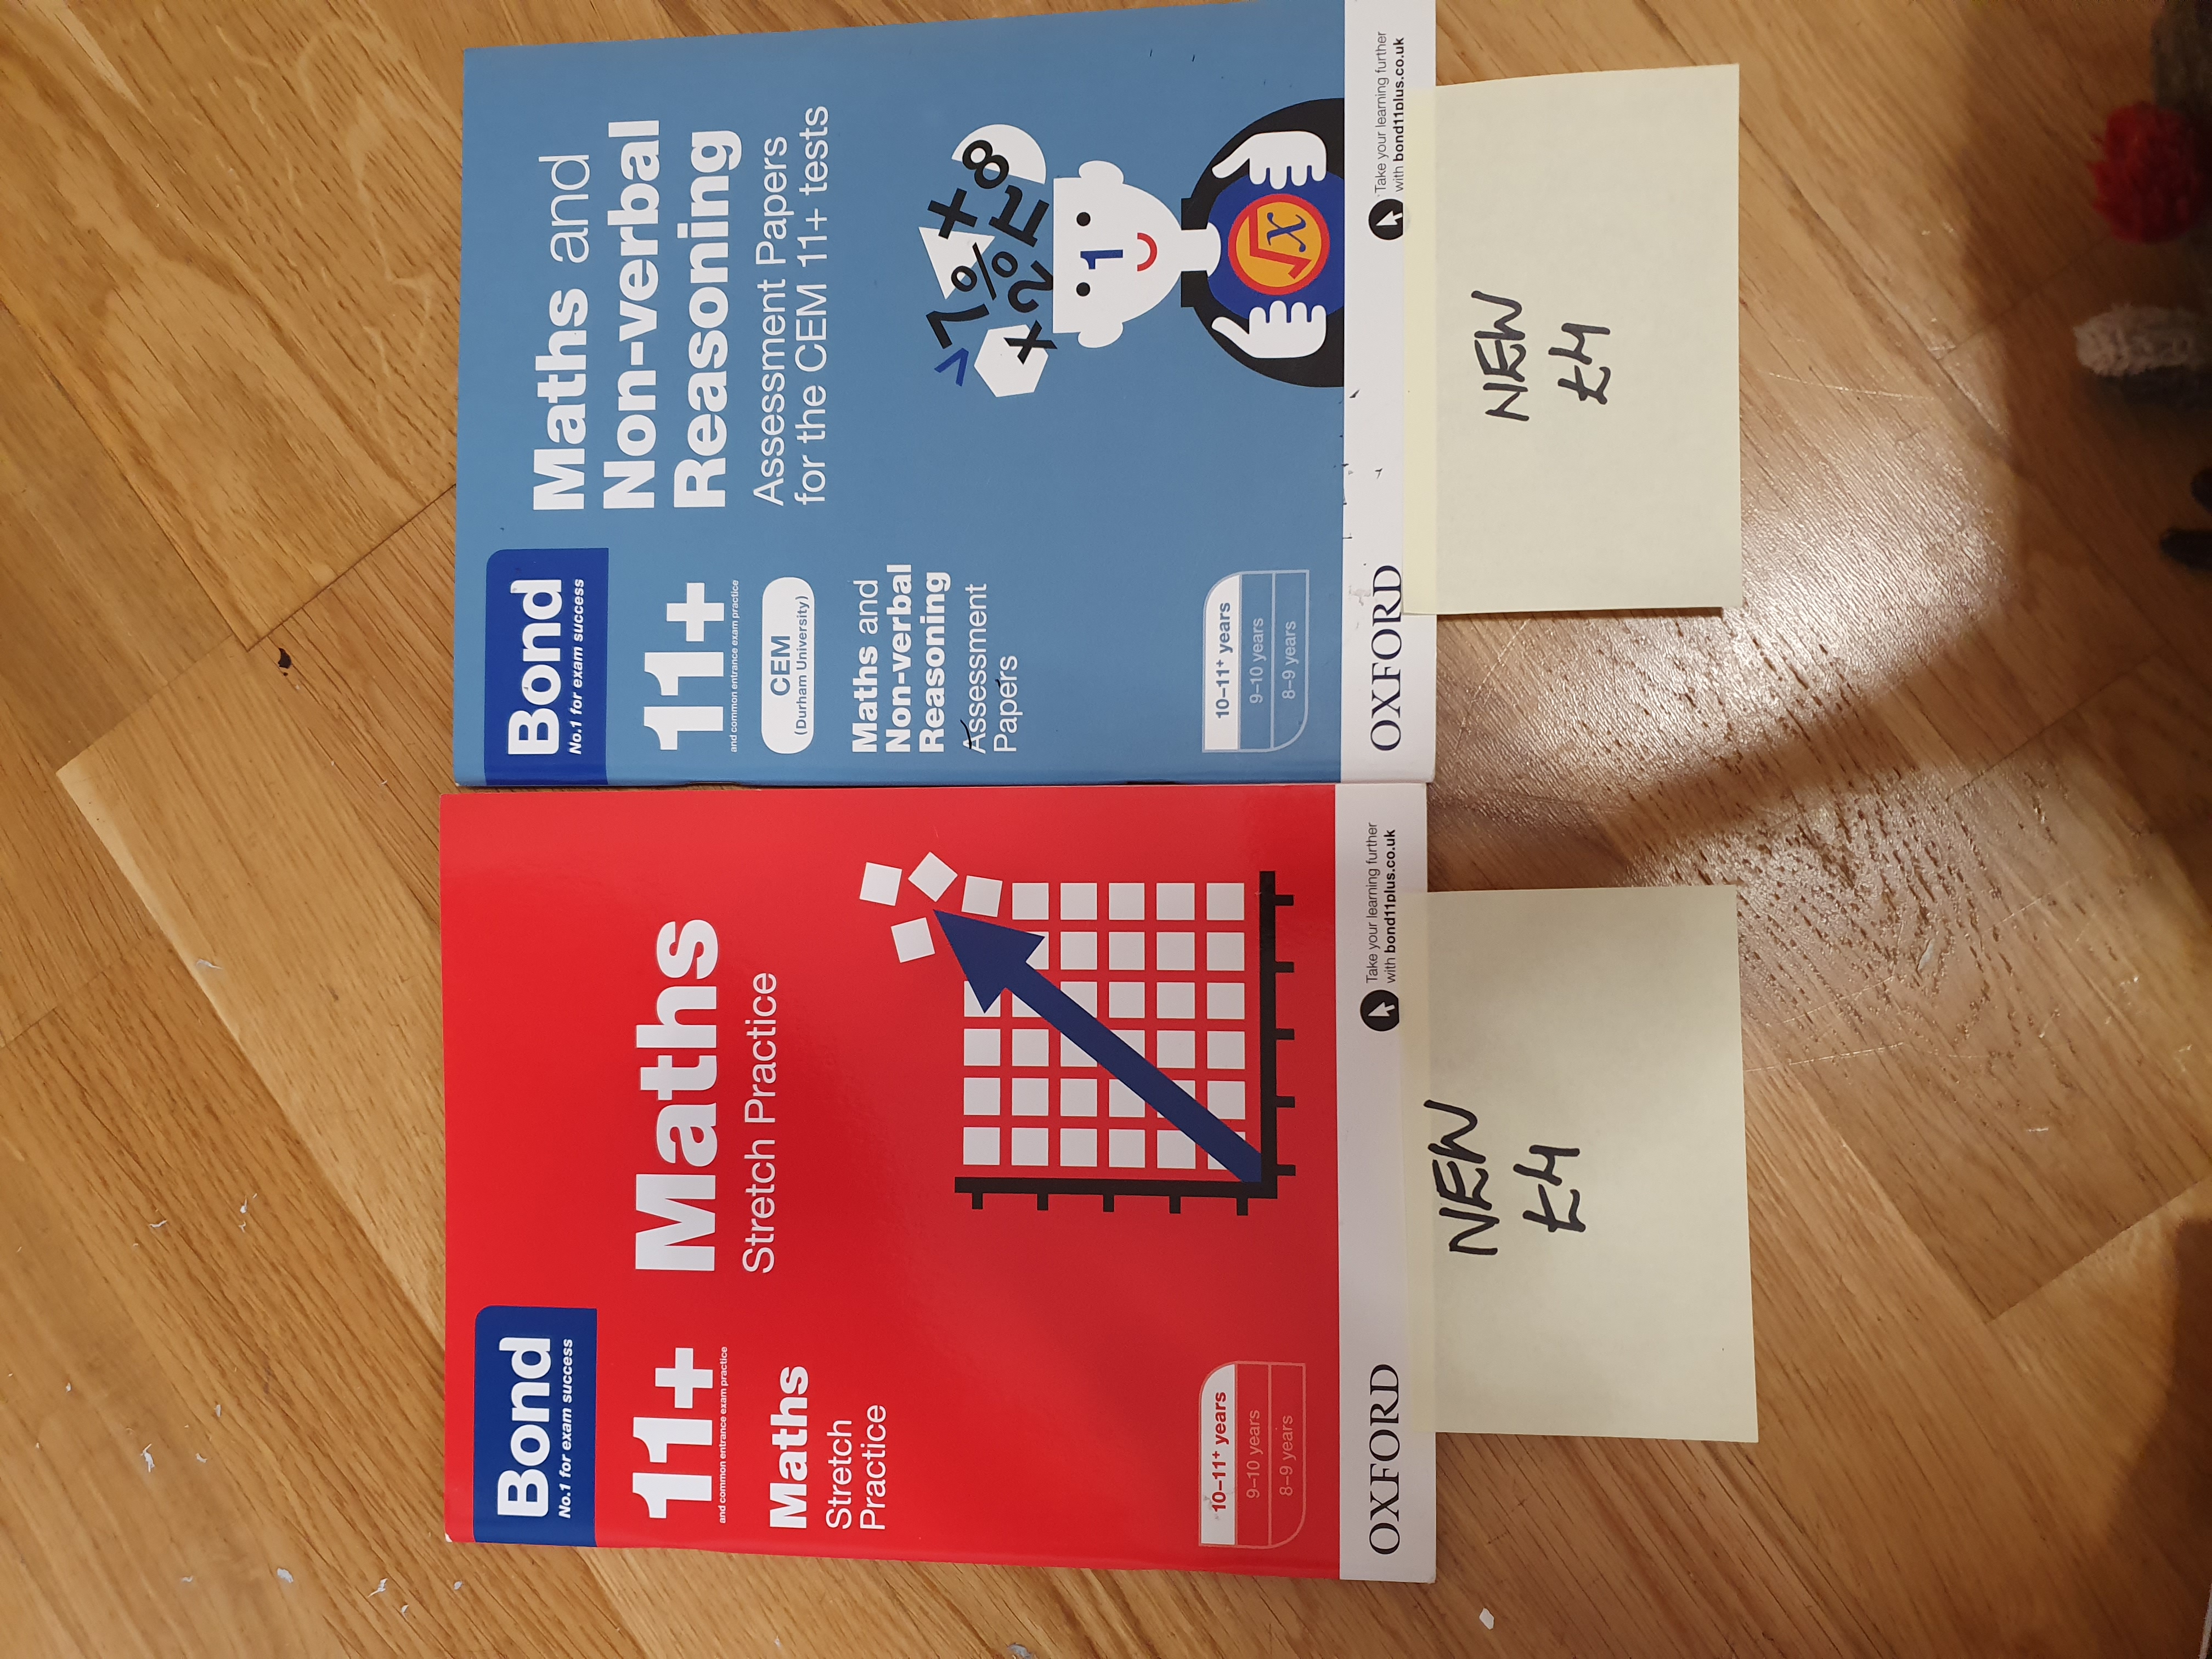 Bond
No.1 for exam success
11+
and common entrance exam practice
Maths
Stretch Practice
Maths
Stretch
Practice
10–11+ years
9–10 years
8–9 years
OXFORD
Take your learning further
with bond11plus.co.uk
NEW
£4
Bond
No.1 for exam success
11+
and common entrance exam practice
CEM
(Durham University)
Maths and
Non-verbal
Reasoning
Assessment Papers
for the CEM 11+ tests
Maths and
Non-verbal
Reasoning
Assessment
Papers
√ 7 % + 8
x 2 % π
1
√x
10–11+ years
9–10 years
8–9 years
OXFORD
Take your learning further
with bond11plus.co.uk
NEW
£4